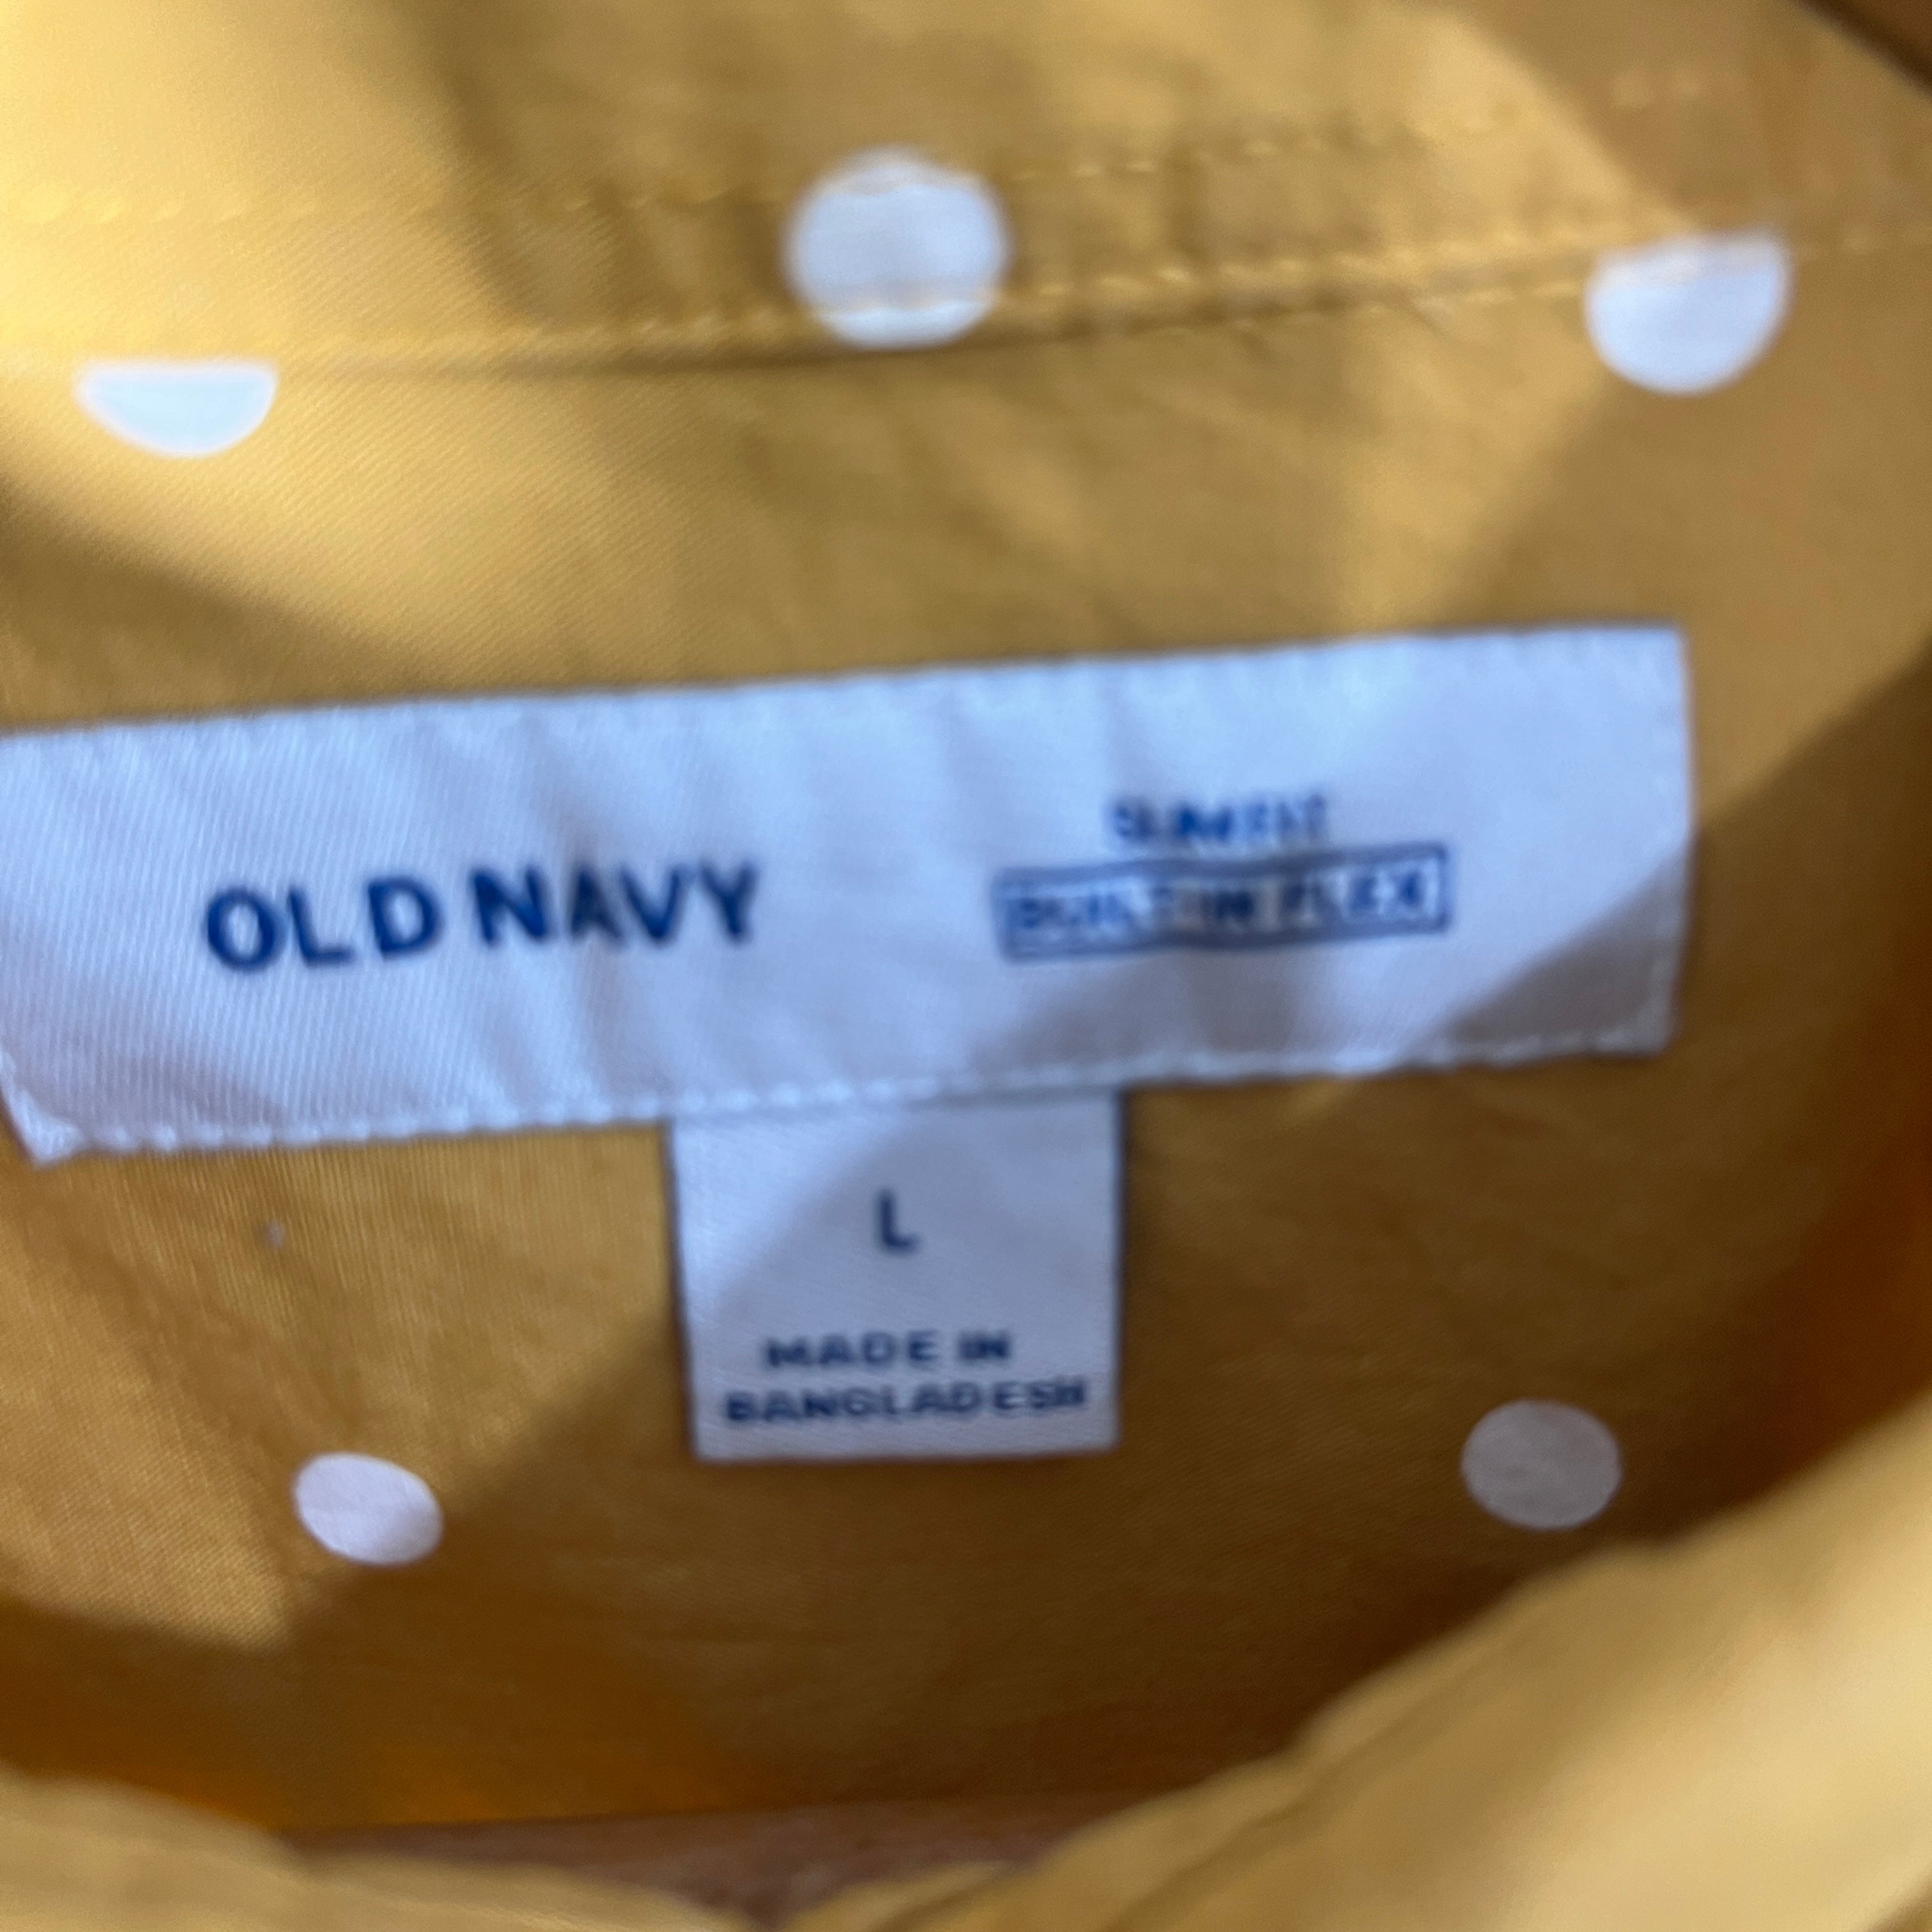 OLD NAVY
SLIM FIT
BUILT-IN FLEX
L
MADE IN
BANGLADESH